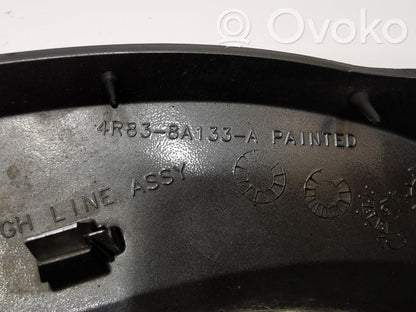 Ovoko
4R83-8A133-A PAINTED
GH LINE ASSY